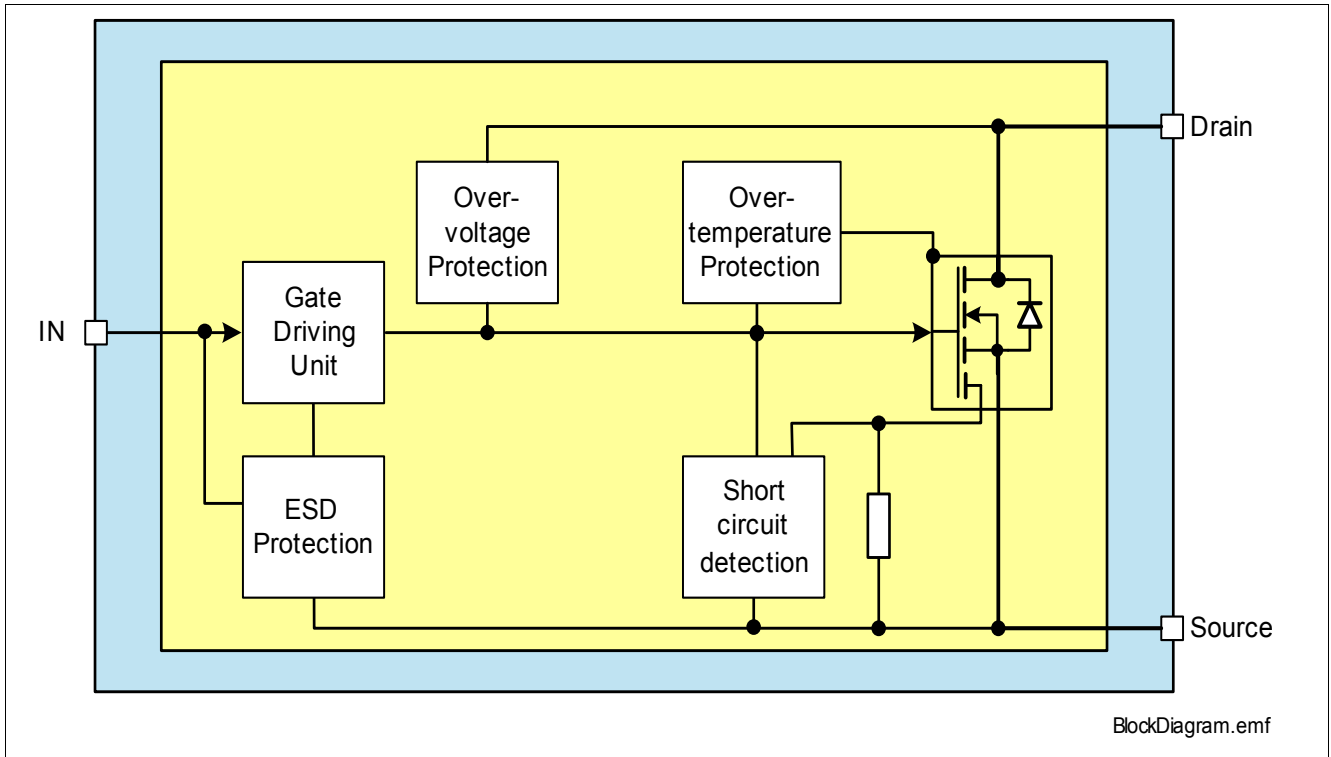 Drain
Over-
voltage
Protection
Over-
temperature
Protection
Gate
Driving
Unit
IN
ESD
Protection
Short
circuit
detection
Source
BlockDiagram.emf